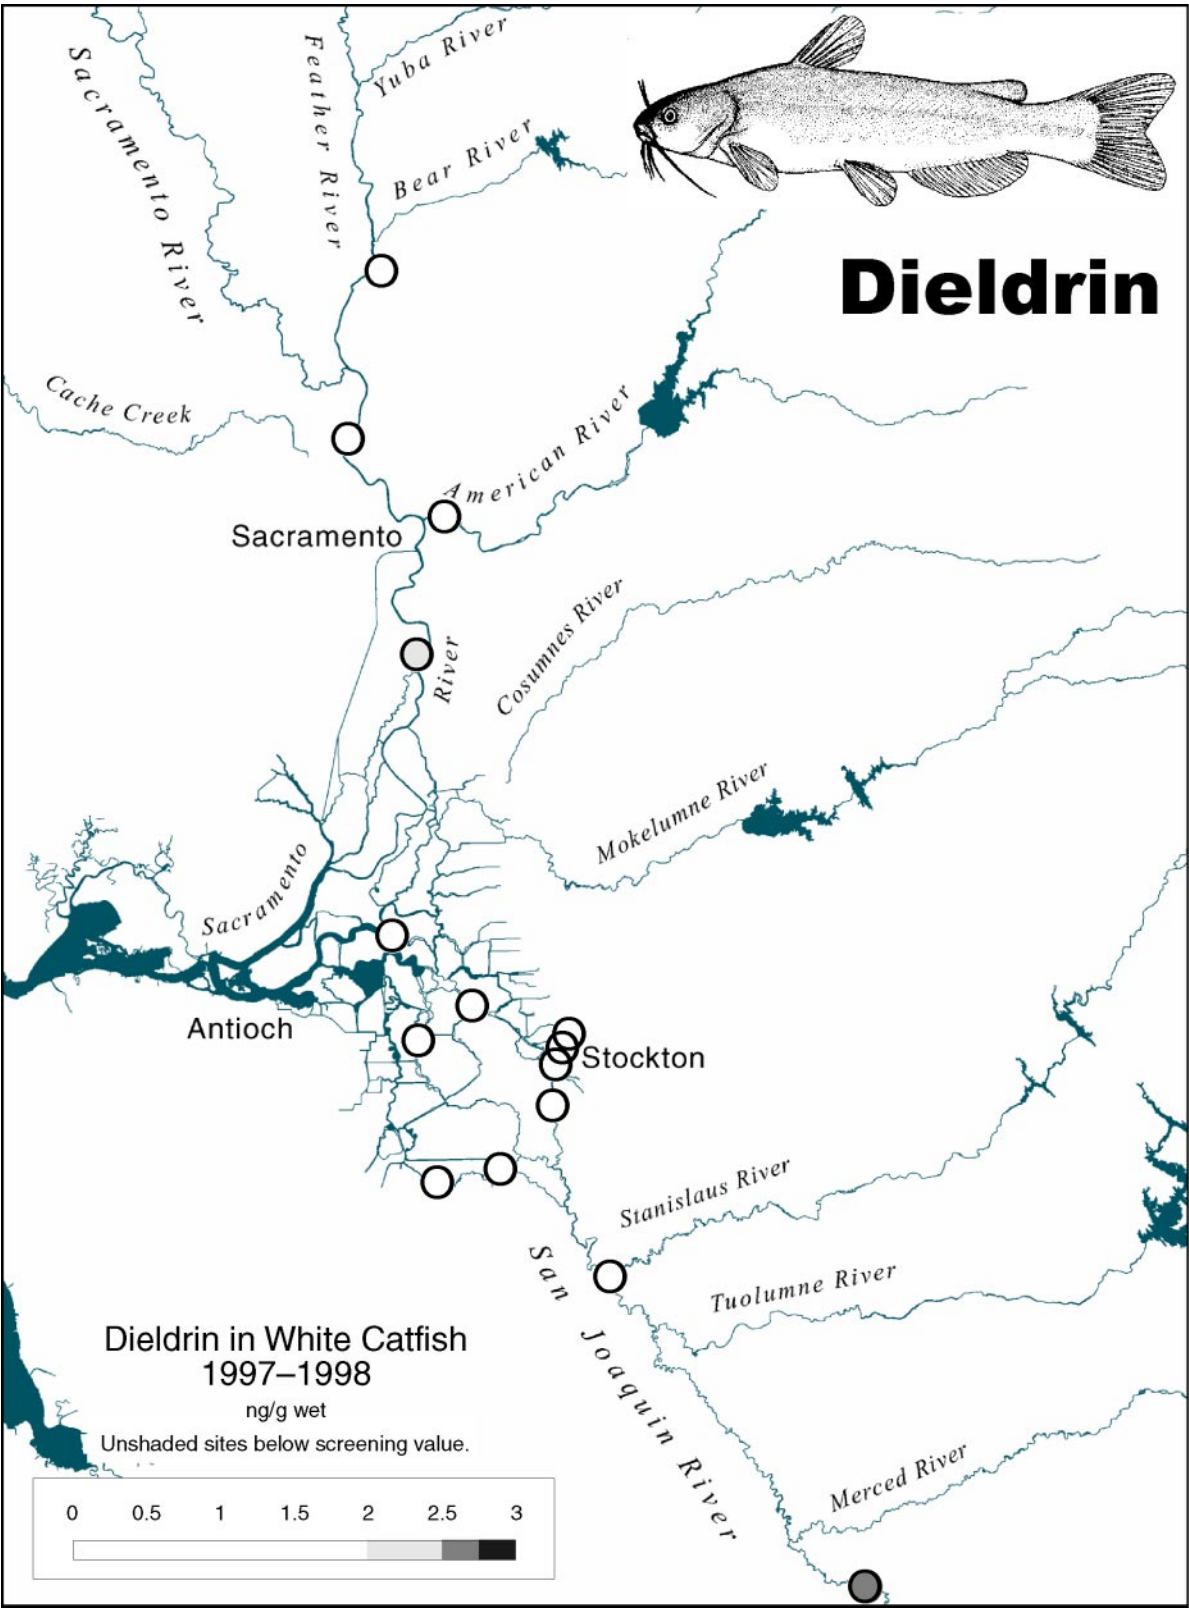 Sacramento River
Feather River
Yuba River
Bear River
Dieldrin
Cache Creek
American River
Sacramento
Cosumnes River
River
Mokelumne River
Sacramento
Antioch
Stockton
Stanislaus River
San Joaquin River
Tuolumne River
Merced River
Dieldrin in White Catfish
1997–1998
ng/g wet
Unshaded sites below screening value.
0 0.5 1 1.5 2 2.5 3